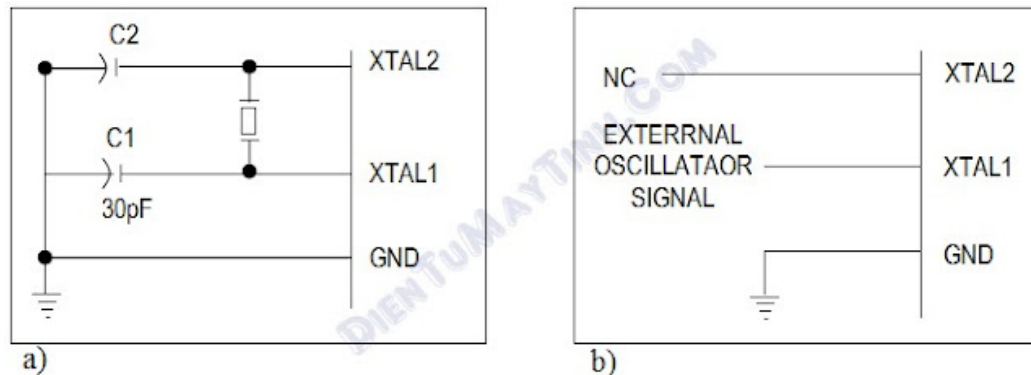 C2
XTAL2
C1
XTAL1
30pF
GND
a)
NC
XTAL2
EXTERRNAL
OSCILLATAOR
SIGNAL
XTAL1
GND
b)
DIENTUMAYTINH.COM